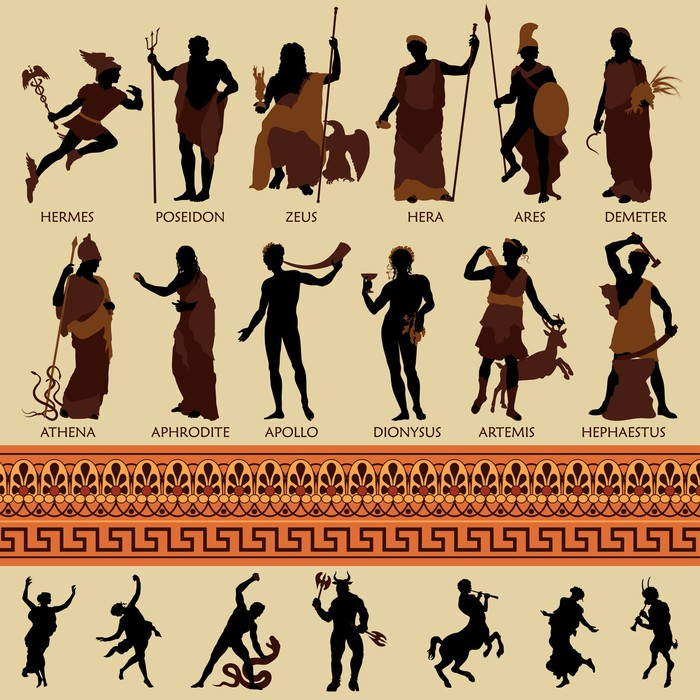 HERMES POSEIDON ZEUS HERA ARES DEMETER
ATHENA APHRODITE APOLLO DIONYSUS ARTEMIS HEPHAESTUS